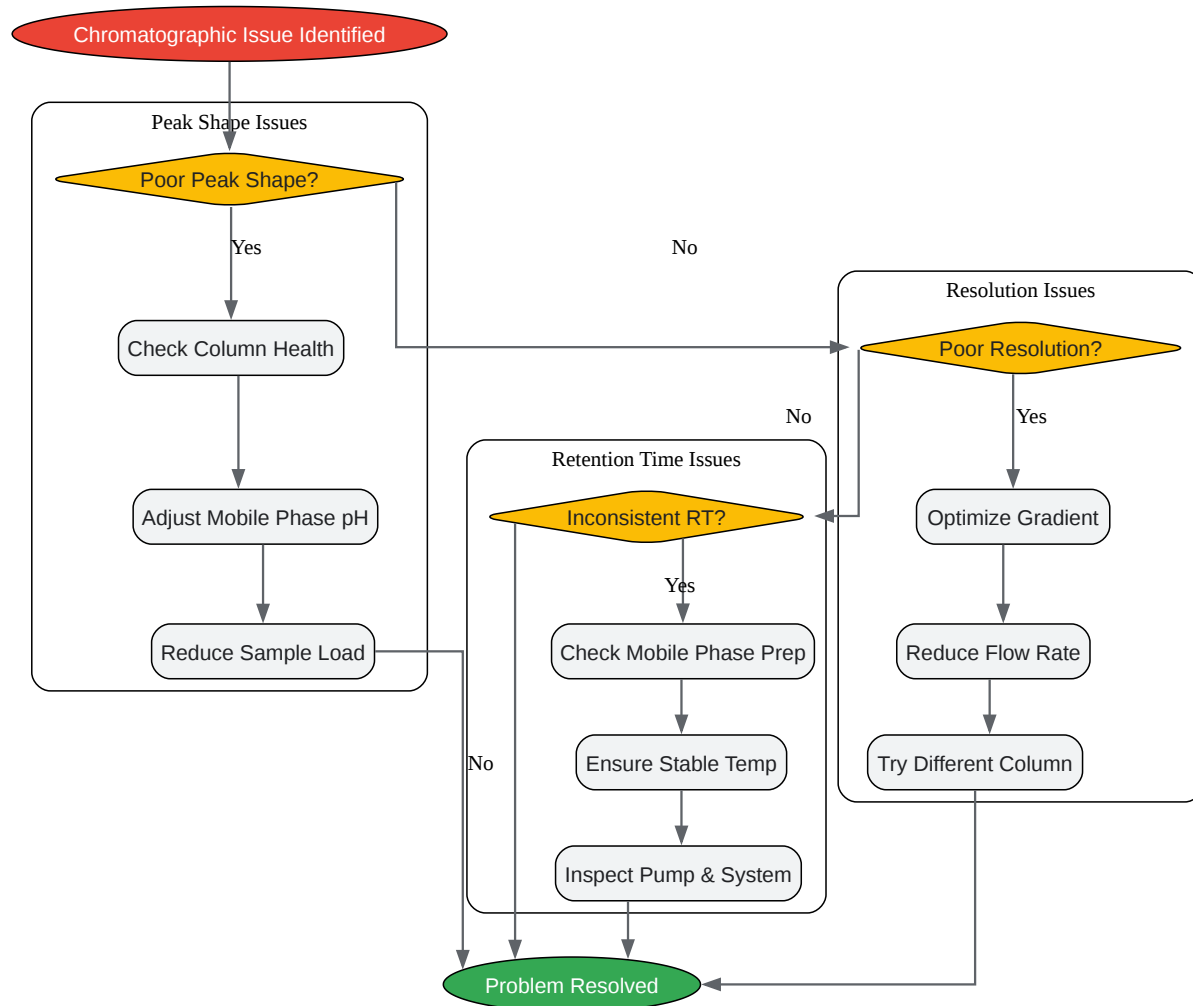 Chromatographic Issue Identified
Peak Shape Issues
Poor Peak Shape?
Yes
No
Check Column Health
Adjust Mobile Phase pH
Reduce Sample Load
Resolution Issues
Poor Resolution?
Yes
No
Optimize Gradient
Reduce Flow Rate
Try Different Column
Retention Time Issues
Inconsistent RT?
Yes
No
Check Mobile Phase Prep
Ensure Stable Temp
Inspect Pump & System
Problem Resolved